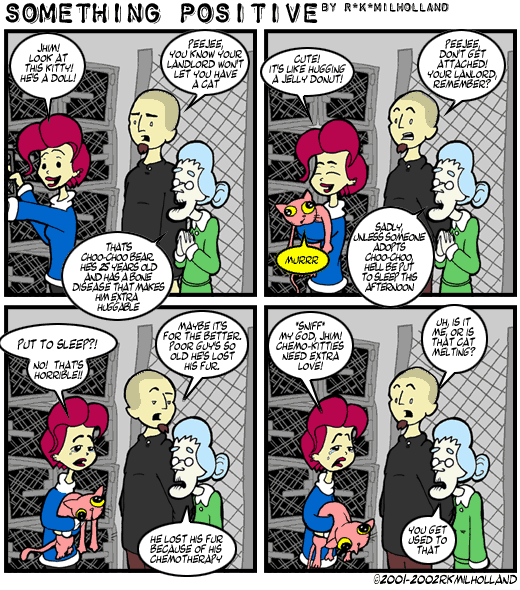 SOMETHING POSITIVE BY R*K*MILHOLLAND
JHIM!
LOOK AT
THIS KITTY!
HE'S A DOLL!
PEEJEE,
YOU KNOW YOUR
LANDLORD WON'T
LET YOU HAVE
A CAT
THAT'S
CHOO-CHOO BEAR.
HE'S 25 YEARS OLD
AND HAS A BONE
DISEASE THAT MAKES
HIM EXTRA
HUGGABLE
CUTE!
IT'S LIKE HUGGING
A JELLY DONUT!
PEEJEE,
DON'T GET
ATTACHED!
YOUR LANLORD,
REMEMBER?
MURRR
SADLY,
UNLESS SOMEONE
ADOPTS
CHOO-CHOO,
HE'LL BE PUT
TO SLEEP THIS
AFTERNOON
PUT TO SLEEP?!
NO! THAT'S
HORRIBLE!!
MAYBE IT'S
FOR THE BETTER.
POOR GUY'S SO
OLD HE'S LOST
HIS FUR.
HE LOST HIS FUR
BECAUSE OF HIS
CHEMOTHERAPY
*SNIFF*
MY GOD, JHIM!
CHEMO-KITTIES
NEED EXTRA
LOVE!
UH, IS IT
ME, OR IS
THAT CAT
MELTING?
YOU GET
USED TO
THAT
©2001-2002RKMILHOLLAND